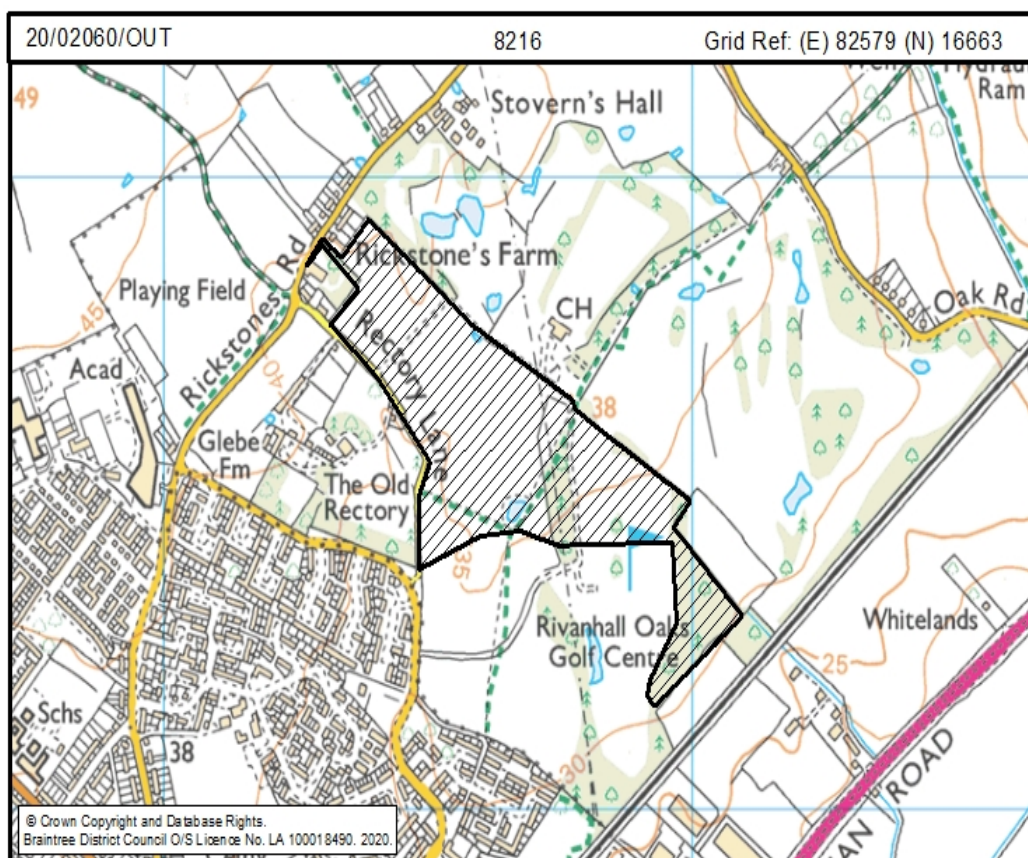 20/02060/OUT 8216 Grid Ref: (E) 82579 (N) 16663
49
Stovern's Hall
Ram
Rickstone's Farm
Playing Field
Rickstones Rd
45
CH
Oak Rd
Rectory Lane
Acad
40
38
Glebe
Fm
The Old
Rectory
35
Rivanhall Oaks
Golf Centre
Whitelands
25
Schs
38
30
ROAD
© Crown Copyright and Database Rights.
Braintree District Council O/S Licence No. LA 100018490. 2020.